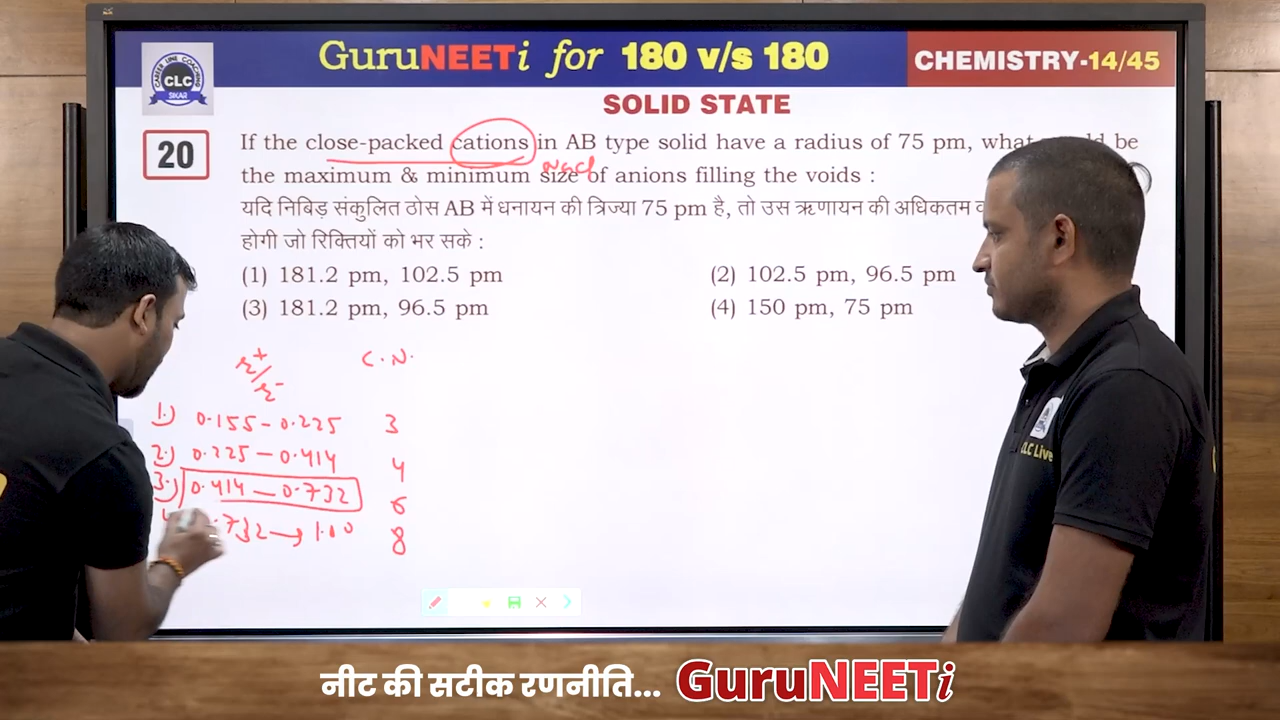 GuruNEETi for 180 v/s 180
CHEMISTRY-14/45
CAREER LINE COACHING
CLC
SIKAR
SOLID STATE
20
If the close-packed cations in AB type solid have a radius of 75 pm, be
NaCl
the maximum & minimum size of anions filling the voids :
यदि निबिड़ संकुलित ठोस AB में धनायन की त्रिज्या 75 pm है, तो उस ऋणायन की अधिकतम
होगी जो रिक्तियों को भर सके :
(1) 181.2 pm, 102.5 pm
(2) 102.5 pm, 96.5 pm
(3) 181.2 pm, 96.5 pm
(4) 150 pm, 75 pm
r+/r- C.N.
1.) 0.155 – 0.225 3
2.) 0.225 – 0.414 4
3.) 0.414 – 0.732 6
.732 → 1.00 8
CLC Live
नीट की सटीक रणनीति... GuruNEETi